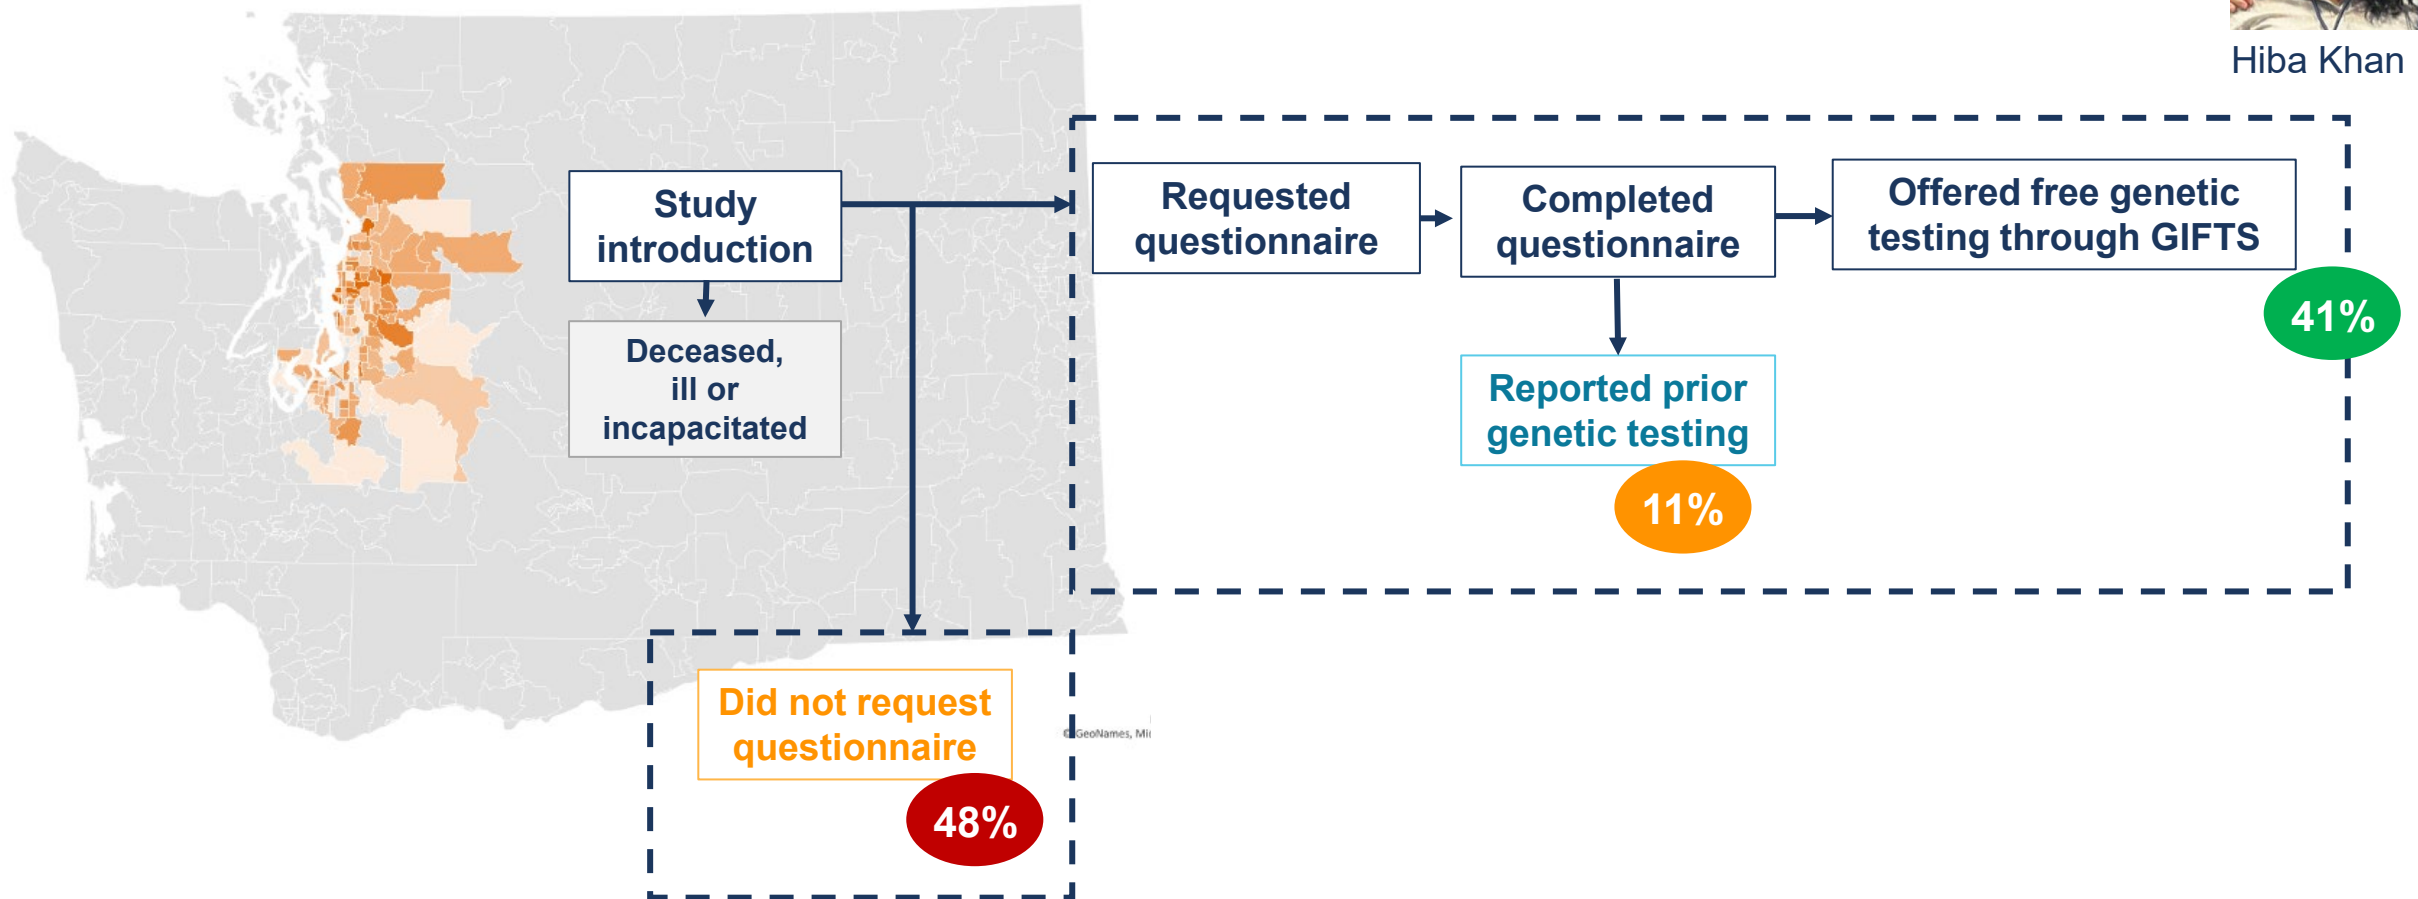 Hiba Khan
Study
introduction
Requested
questionnaire
Completed
questionnaire
Offered free genetic
testing through GIFTS
41%
Deceased,
ill or
incapacitated
Reported prior
genetic testing
11%
Did not request
questionnaire
48%
© GeoNames,